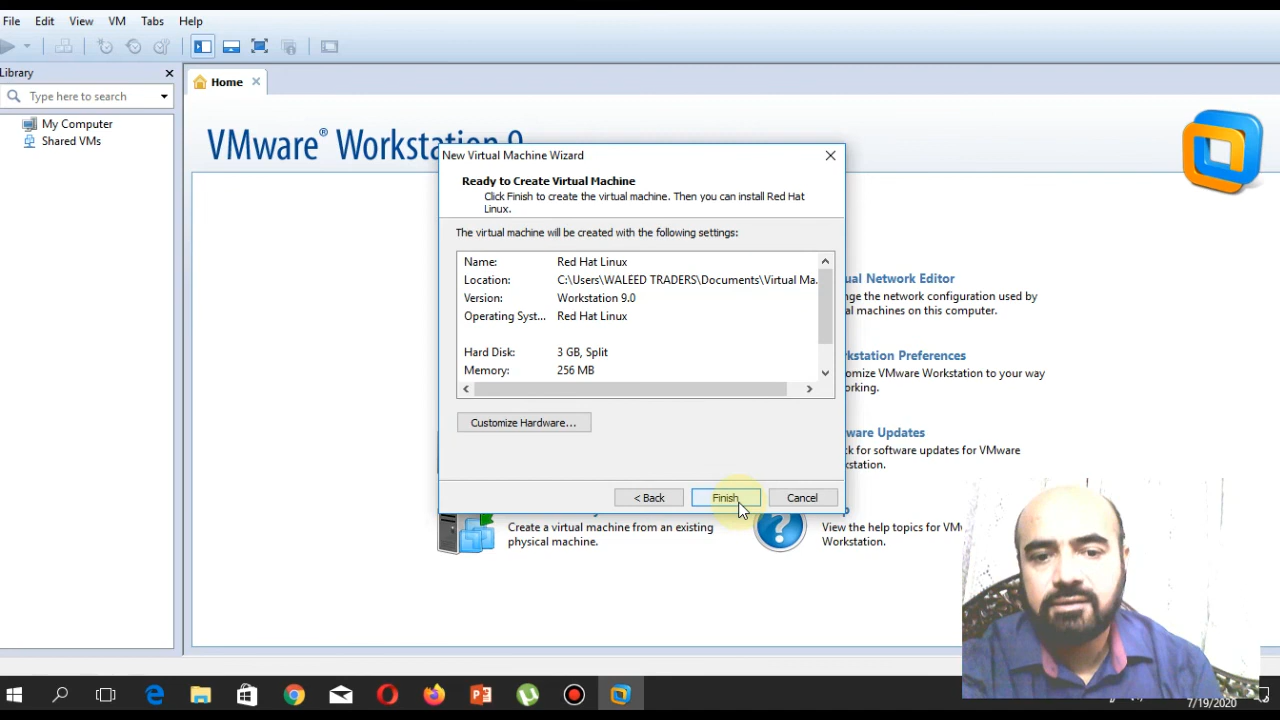 File Edit View VM Tabs Help
Library
Home
Type here to search
My Computer
Shared VMs
VMware® Workstation 9
New Virtual Machine Wizard
Ready to Create Virtual Machine
Click Finish to create the virtual machine. Then you can install Red Hat
Linux.
The virtual machine will be created with the following settings:
Name: Red Hat Linux
Location: C:\Users\WALEED TRADERS\Documents\Virtual Ma...
Version: Workstation 9.0
Operating Syst... Red Hat Linux
Hard Disk: 3 GB, Split
Memory: 256 MB
Customize Hardware...
< Back Finish Cancel
ual Network Editor
nge the network configuration used by
al machines on this computer.
kstation Preferences
omize VMware Workstation to your way
rking.
ware Updates
k for software updates for VMware
kstation.
Create a virtual machine from an existing
physical machine.
View the help topics for VM
Workstation.
7/19/2020